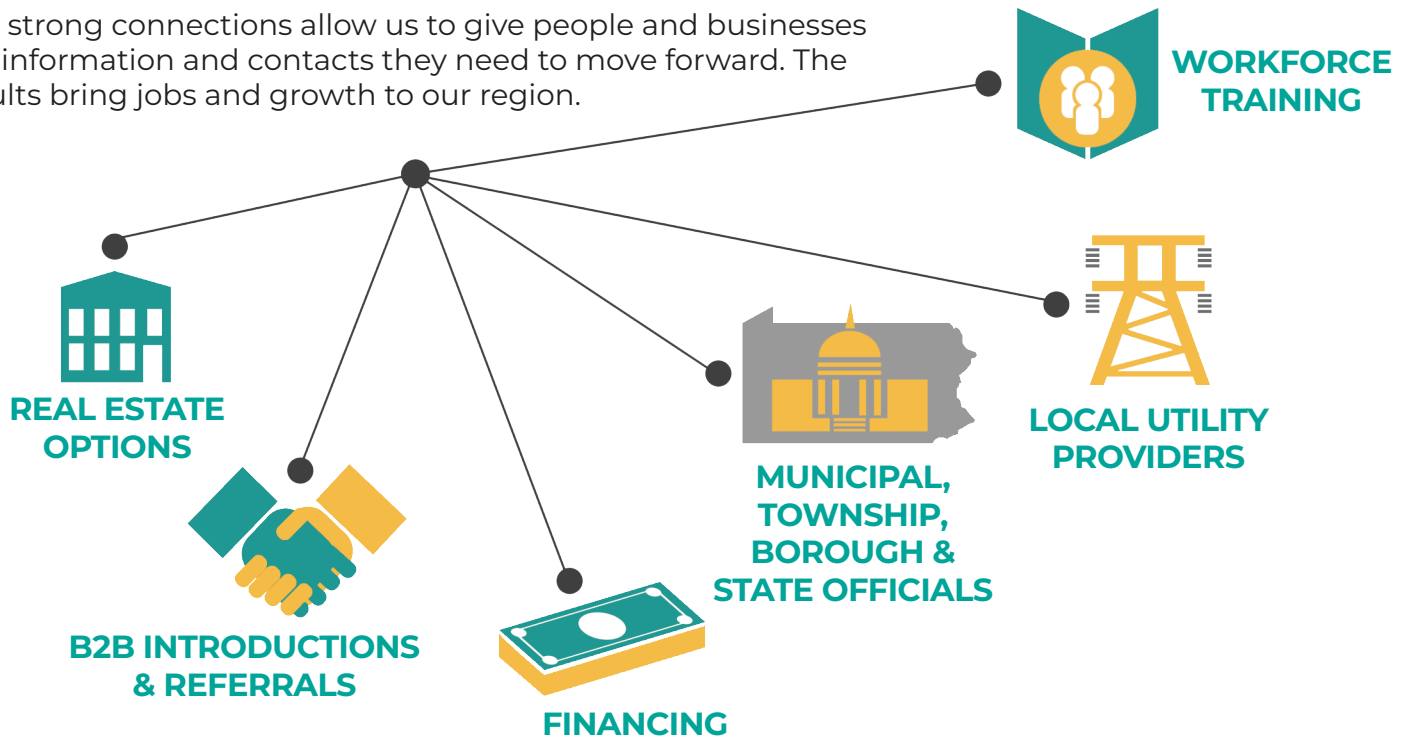 strong connections allow us to give people and businesses
information and contacts they need to move forward. The
ults bring jobs and growth to our region.
WORKFORCE
TRAINING
REAL ESTATE
OPTIONS
LOCAL UTILITY
PROVIDERS
MUNICIPAL,
TOWNSHIP,
BOROUGH &
STATE OFFICIALS
B2B INTRODUCTIONS
& REFERRALS
FINANCING